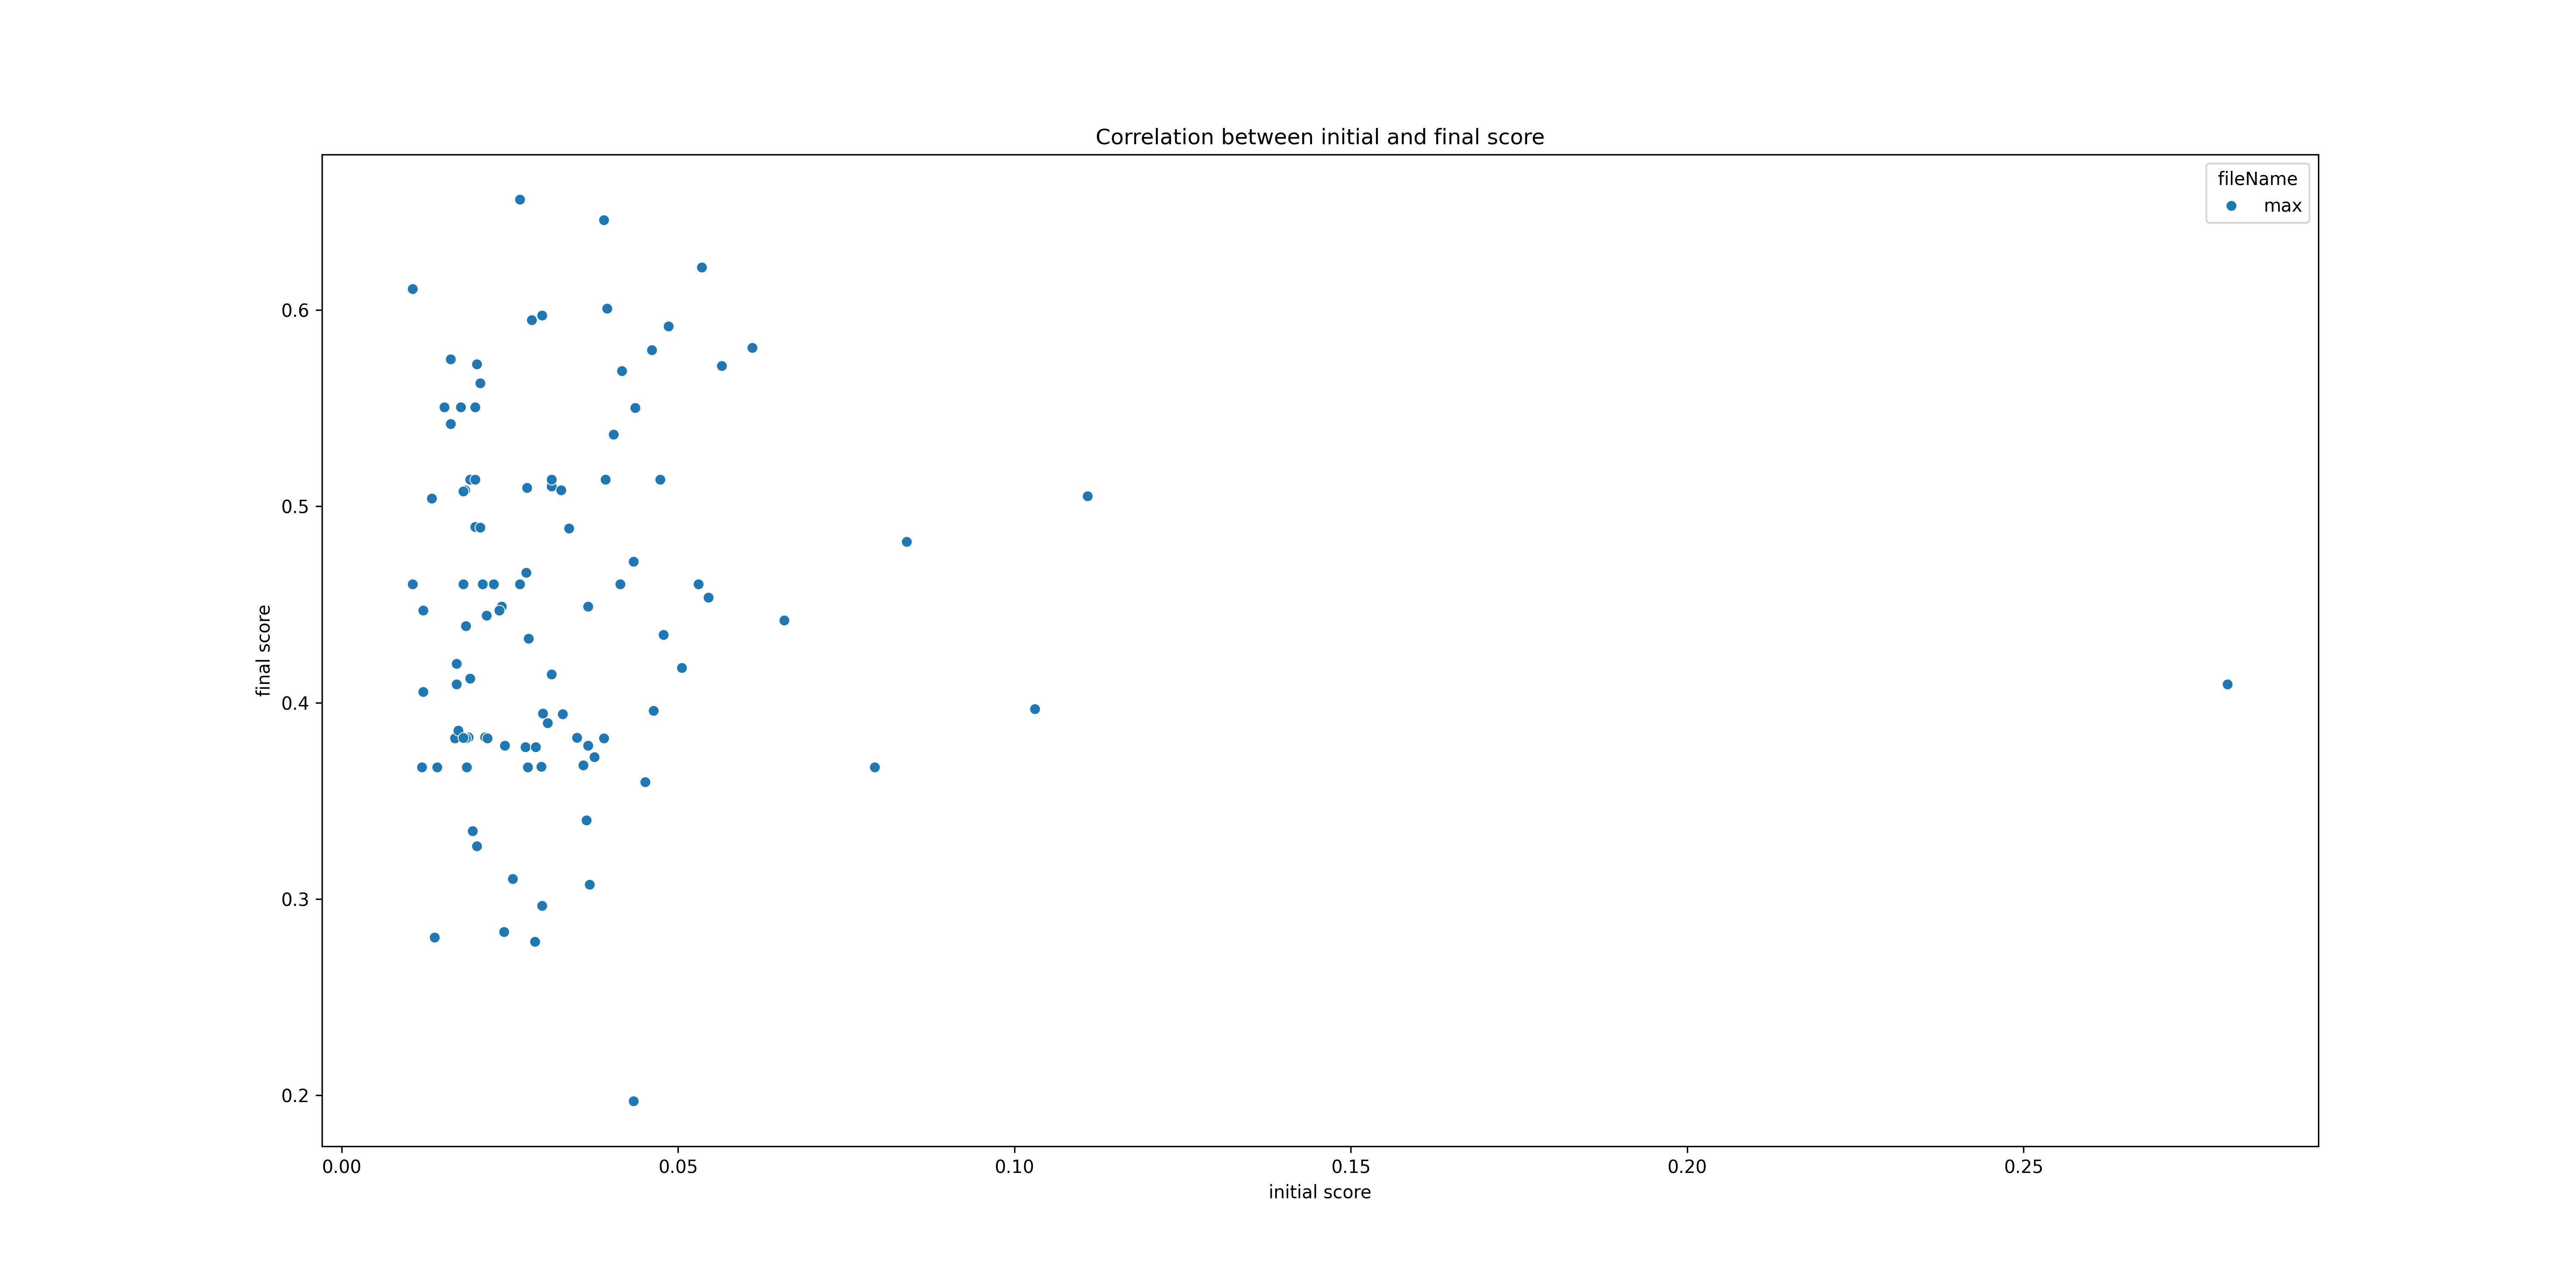 Correlation between initial and final score
fileName
max
0.6
0.5
0.4
0.3
0.2
final score
0.00 0.05 0.10 0.15 0.20 0.25
initial score